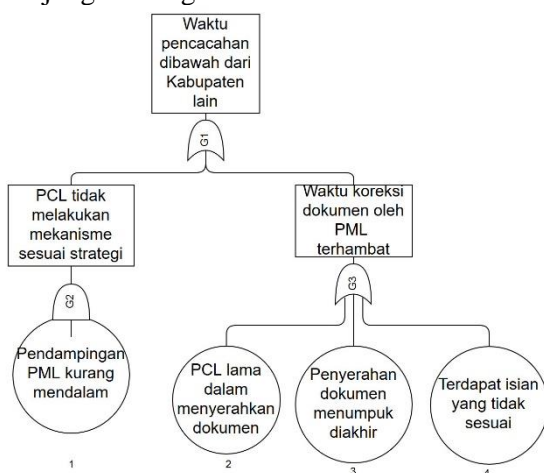 Waktu
pencacahan
dibawah dari
Kabupaten
lain
G1
PCL tidak
melakukan
mekanisme
sesuai strategi
Waktu koreksi
dokumen oleh
PML
terhambat
G2
G3
Pendampingan
PML kurang
mendalam
PCL lama
dalam
menyerahkan
dokumen
Penyerahan
dokumen
menumpuk
diakhir
Terdapat isian
yang tidak
sesuai
1
2
3
4